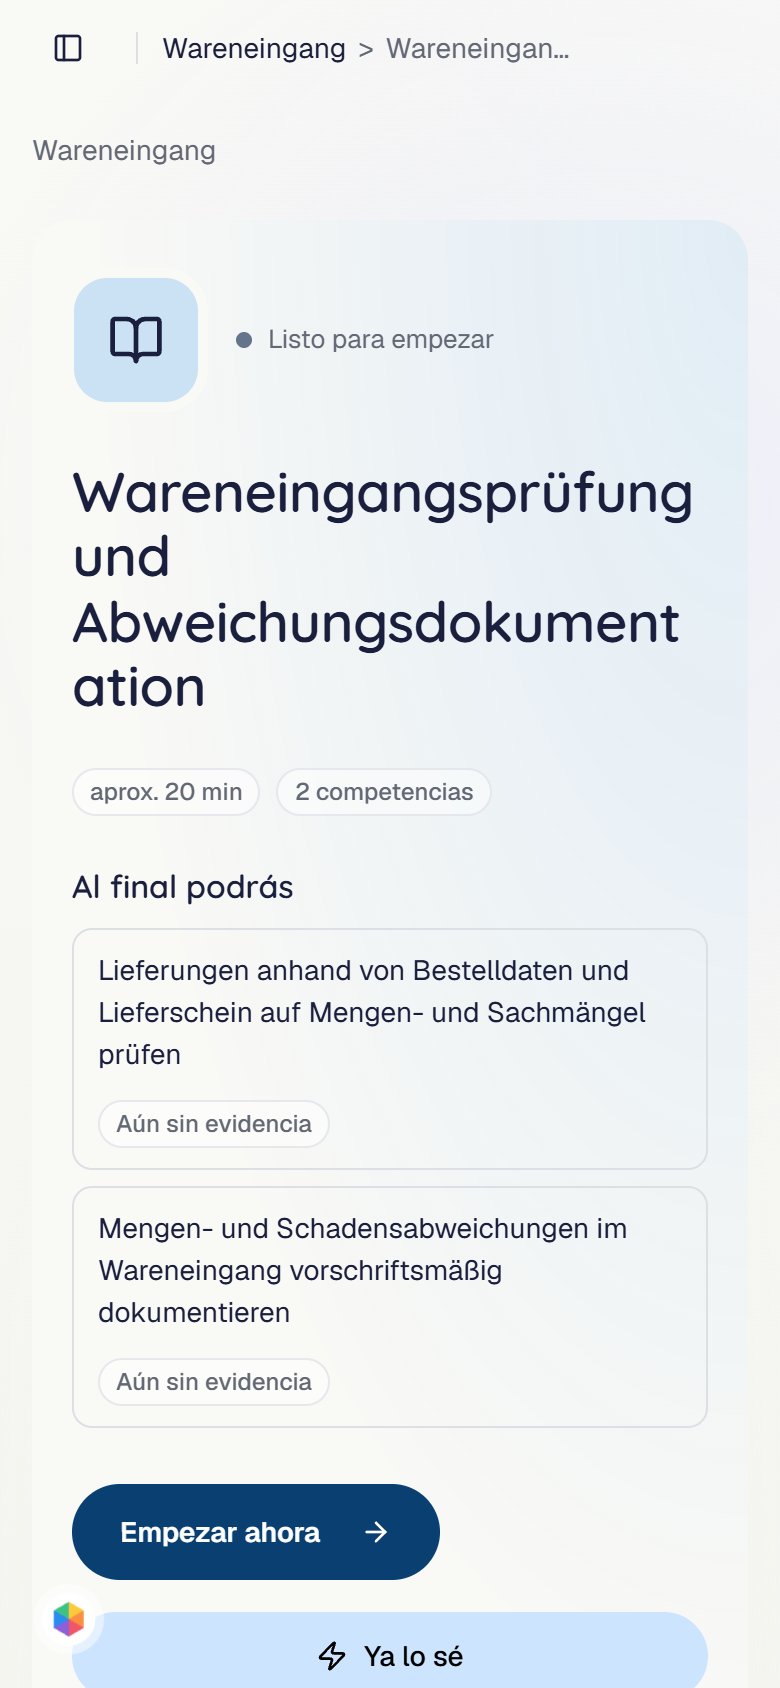 Wareneingang > Wareneingan...
Wareneingang
Listo para empezar
Wareneingangsprüfung
und
Abweichungsdokument
ation
aprox. 20 min
2 competencias
Al final podrás
Lieferungen anhand von Bestelldaten und
Lieferschein auf Mengen- und Sachmängel
prüfen
Aún sin evidencia
Mengen- und Schadensabweichungen im
Wareneingang vorschriftsmäßig
dokumentieren
Aún sin evidencia
Empezar ahora
Ya lo sé